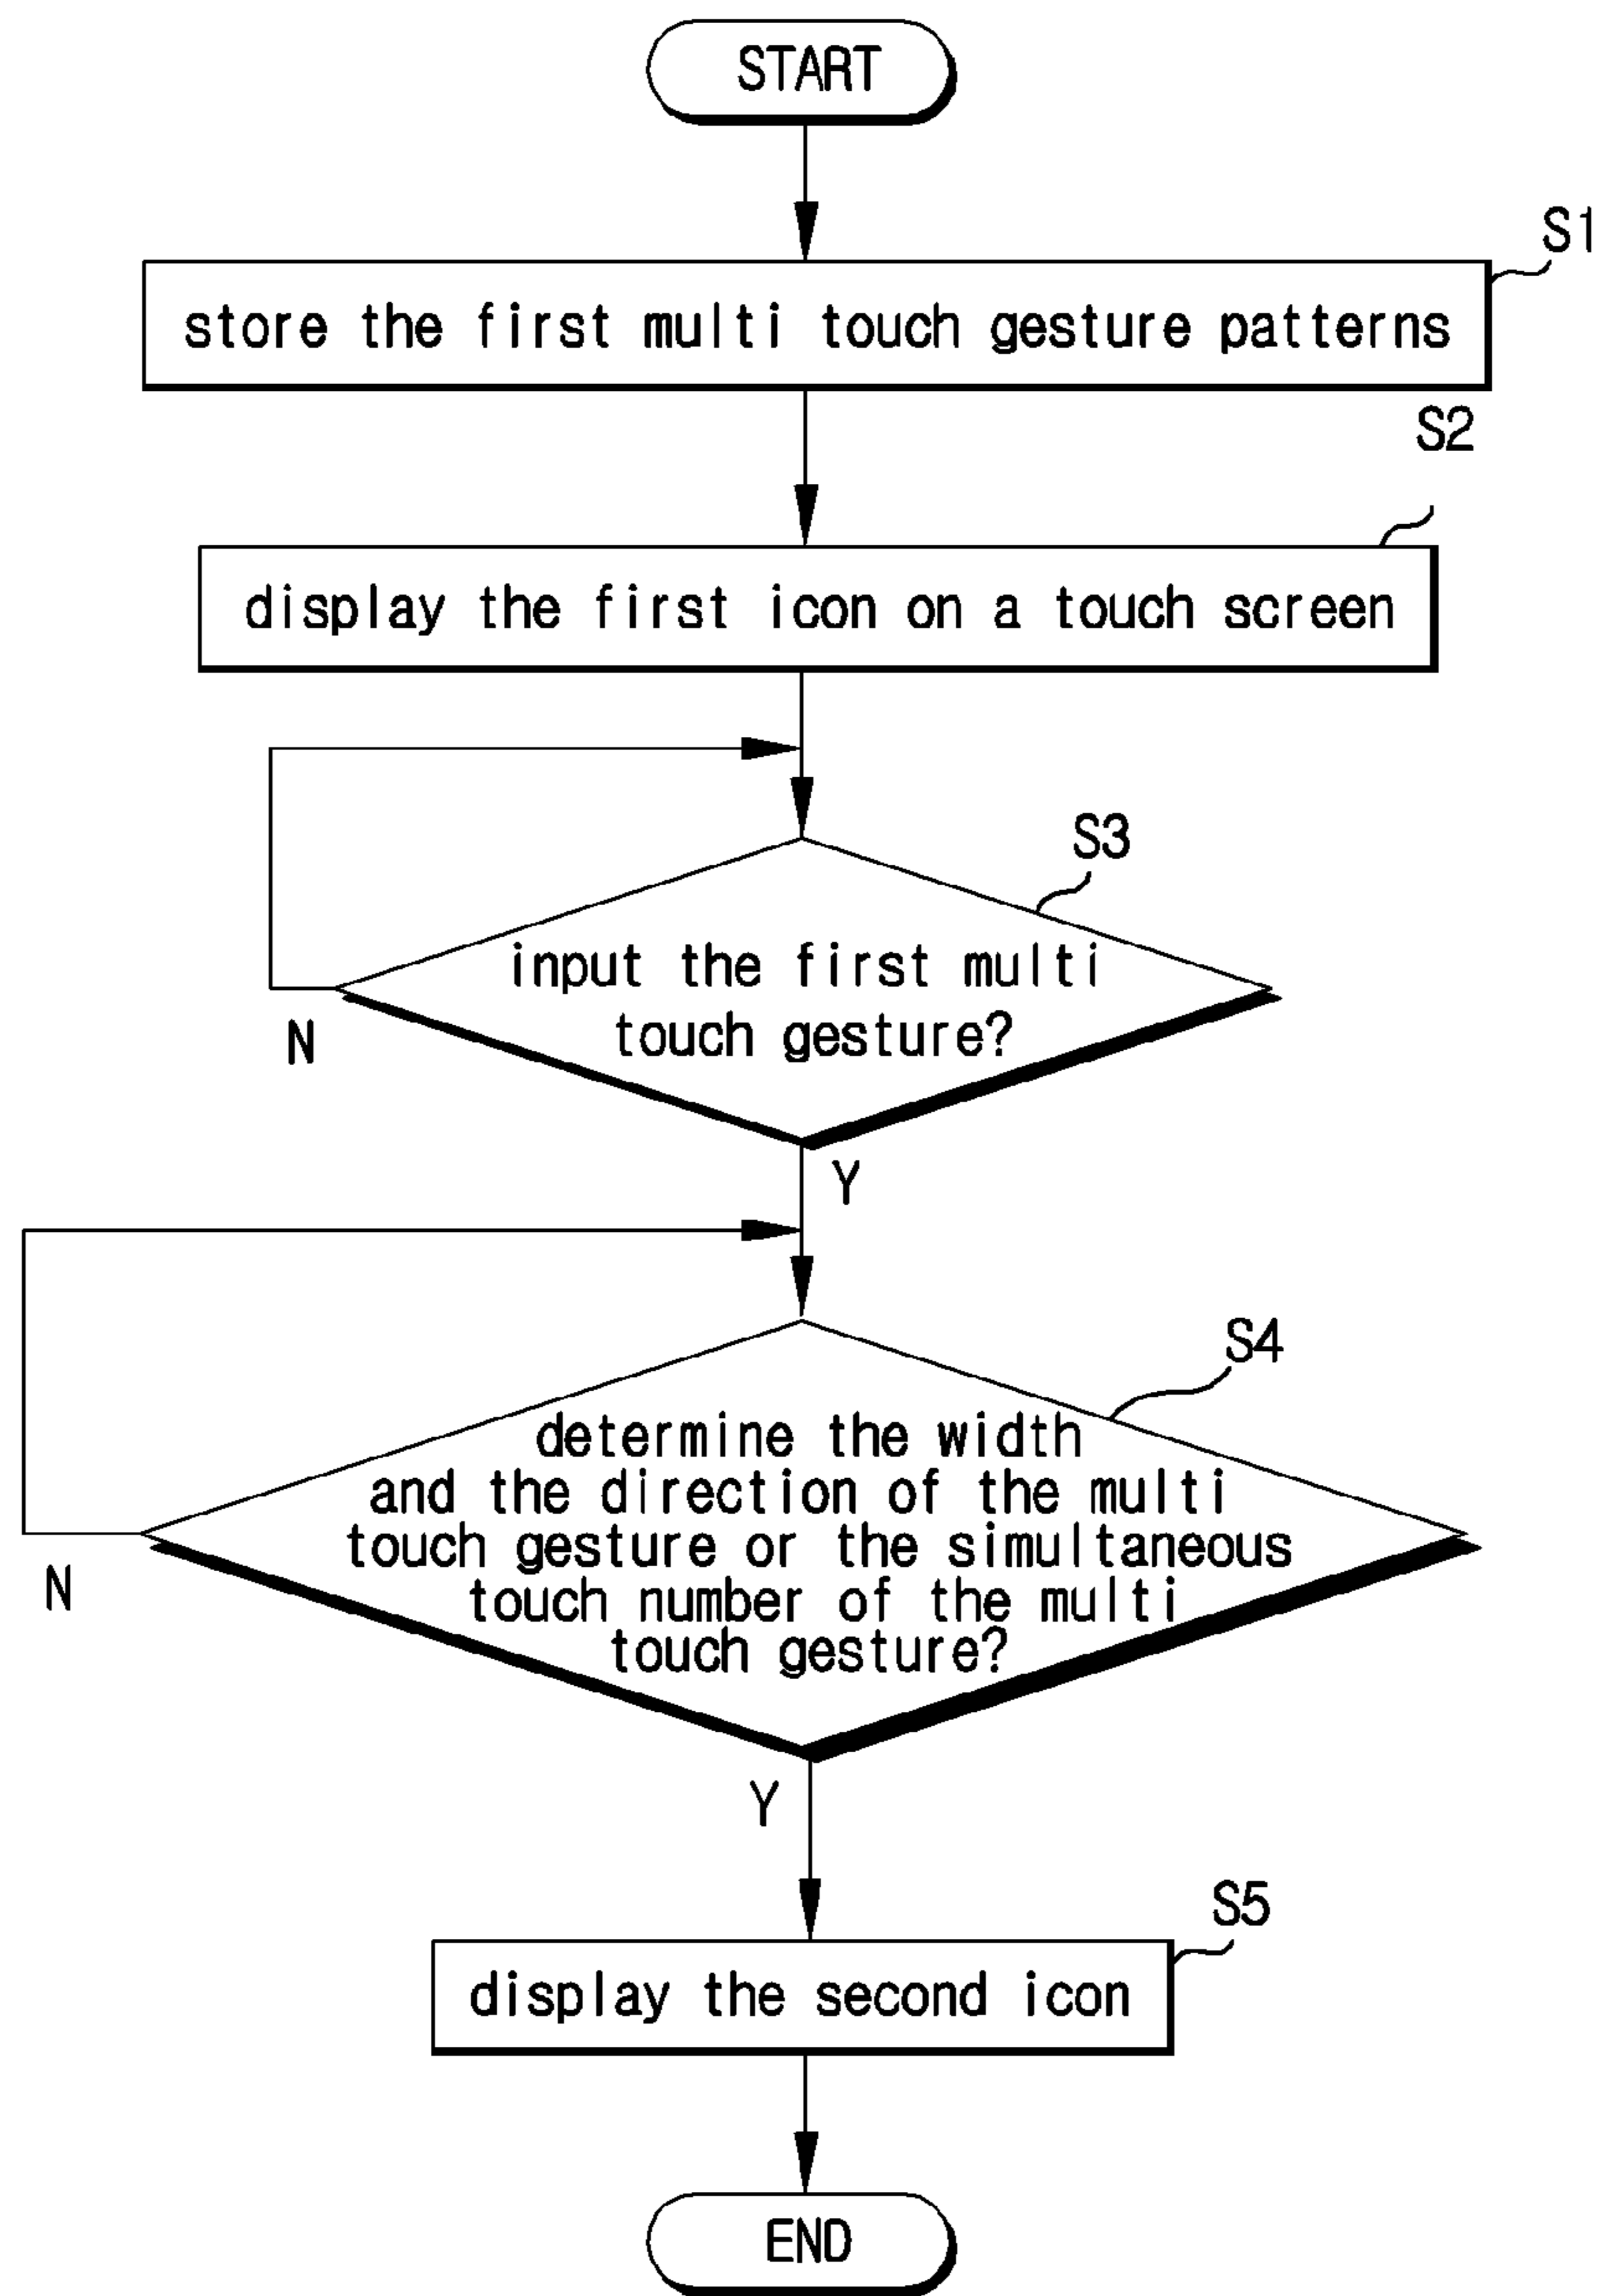 START
S1
store the first multi touch gesture patterns
S2
display the first icon on a touch screen
S3
input the first multi
touch gesture?
N
Y
S4
determine the width
and the direction of the multi
touch gesture or the simultaneous
touch number of the multi
touch gesture?
N
Y
S5
display the second icon
END